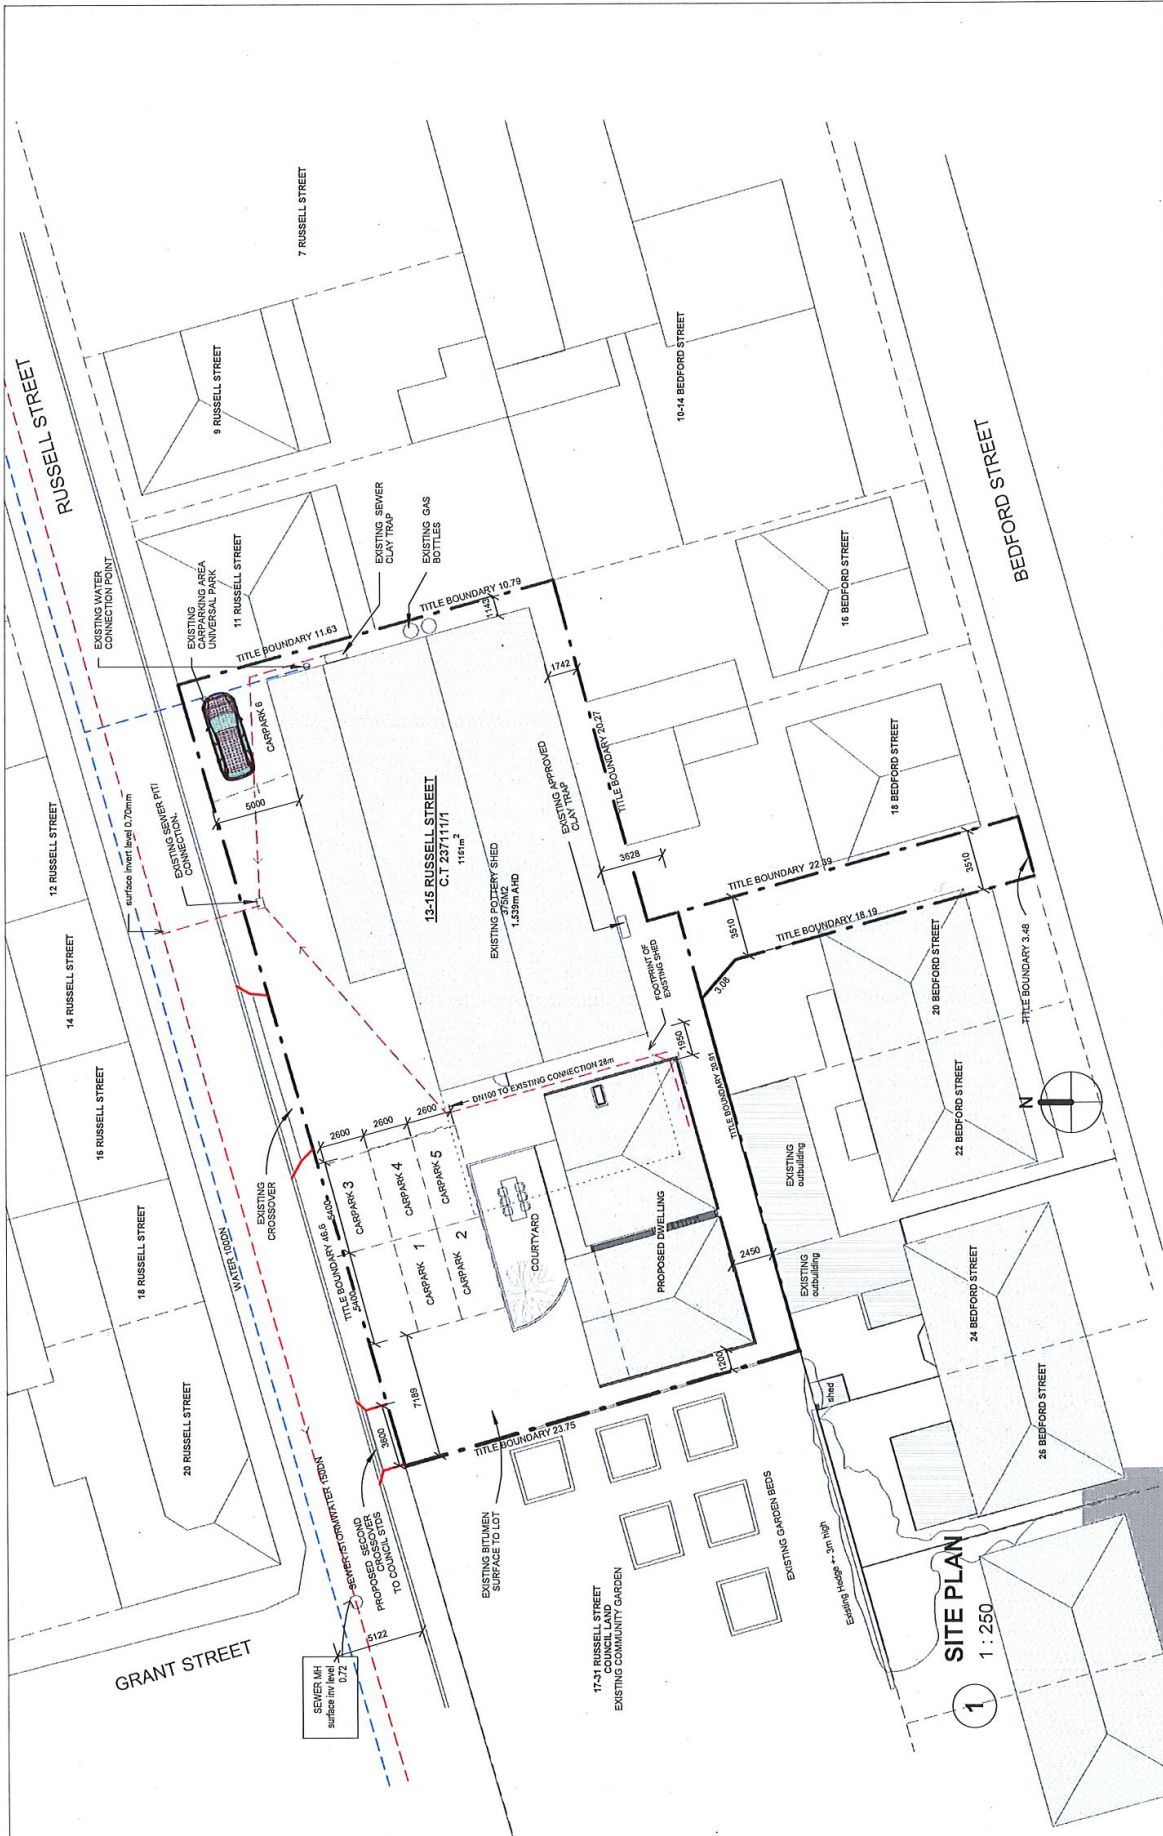 RUSSELL STREET
7 RUSSELL STREET
9 RUSSELL STREET
11 RUSSELL STREET
EXISTING WATER
CONNECTION POINT
EXISTING
CARPARKING AREA
UNIVERSAL PARK
EXISTING SEWER
CLAY TRAP
EXISTING GAS
BOTTLES
TITLE BOUNDARY 11.63
TITLE BOUNDARY 10.79
1143
1742
CARPARK 6
5000
12 RUSSELL STREET
surface invert level 0.70mm
EXISTING SEWER PIT/
CONNECTION.
14 RUSSELL STREET
16 RUSSELL STREET
18 RUSSELL STREET
20 RUSSELL STREET
WATER 100DN
EXISTING
CROSSOVER
13-15 RUSSELL STREET
C.T 237111/1
1161m²
EXISTING POTTERY SHED
375M2
1.539m AHD
EXISTING APPROVED
CLAY TRAP
TITLE BOUNDARY 20.27
3628
FOOTPRINT OF
EXISTING SHED
1950
DN100 TO EXISTING CONNECTION 28m
2600
2600
2600
CARPARK 3
CARPARK 4
CARPARK 5
CARPARK 1
CARPARK 2
5400
5400
TITLE BOUNDARY 46.6
7189
3600
COURTYARD
PROPOSED DWELLING
2450
1200
TITLE BOUNDARY 20.91
TITLE BOUNDARY 23.75
3.08
3510
3510
TITLE BOUNDARY 22.89
TITLE BOUNDARY 18.19
TITLE BOUNDARY 3.48
SEWER/STORMWATER 150DN
PROPOSED SECOND
CROSSOVER
TO COUNCIL STDS
EXISTING BITUMEN
SURFACE TO LOT
5122
SEWER MH
surface inv level
0.72
GRANT STREET
17-31 RUSSELL STREET
COUNCIL LAND
EXISTING COMMUNITY GARDEN
EXISTING GARDEN BEDS
Existing Hedge +- 3m high
shed
EXISTING
outbuilding
EXISTING
outbuilding
10-14 BEDFORD STREET
16 BEDFORD STREET
18 BEDFORD STREET
20 BEDFORD STREET
22 BEDFORD STREET
24 BEDFORD STREET
26 BEDFORD STREET
BEDFORD STREET
N
1
SITE PLAN
1 : 250